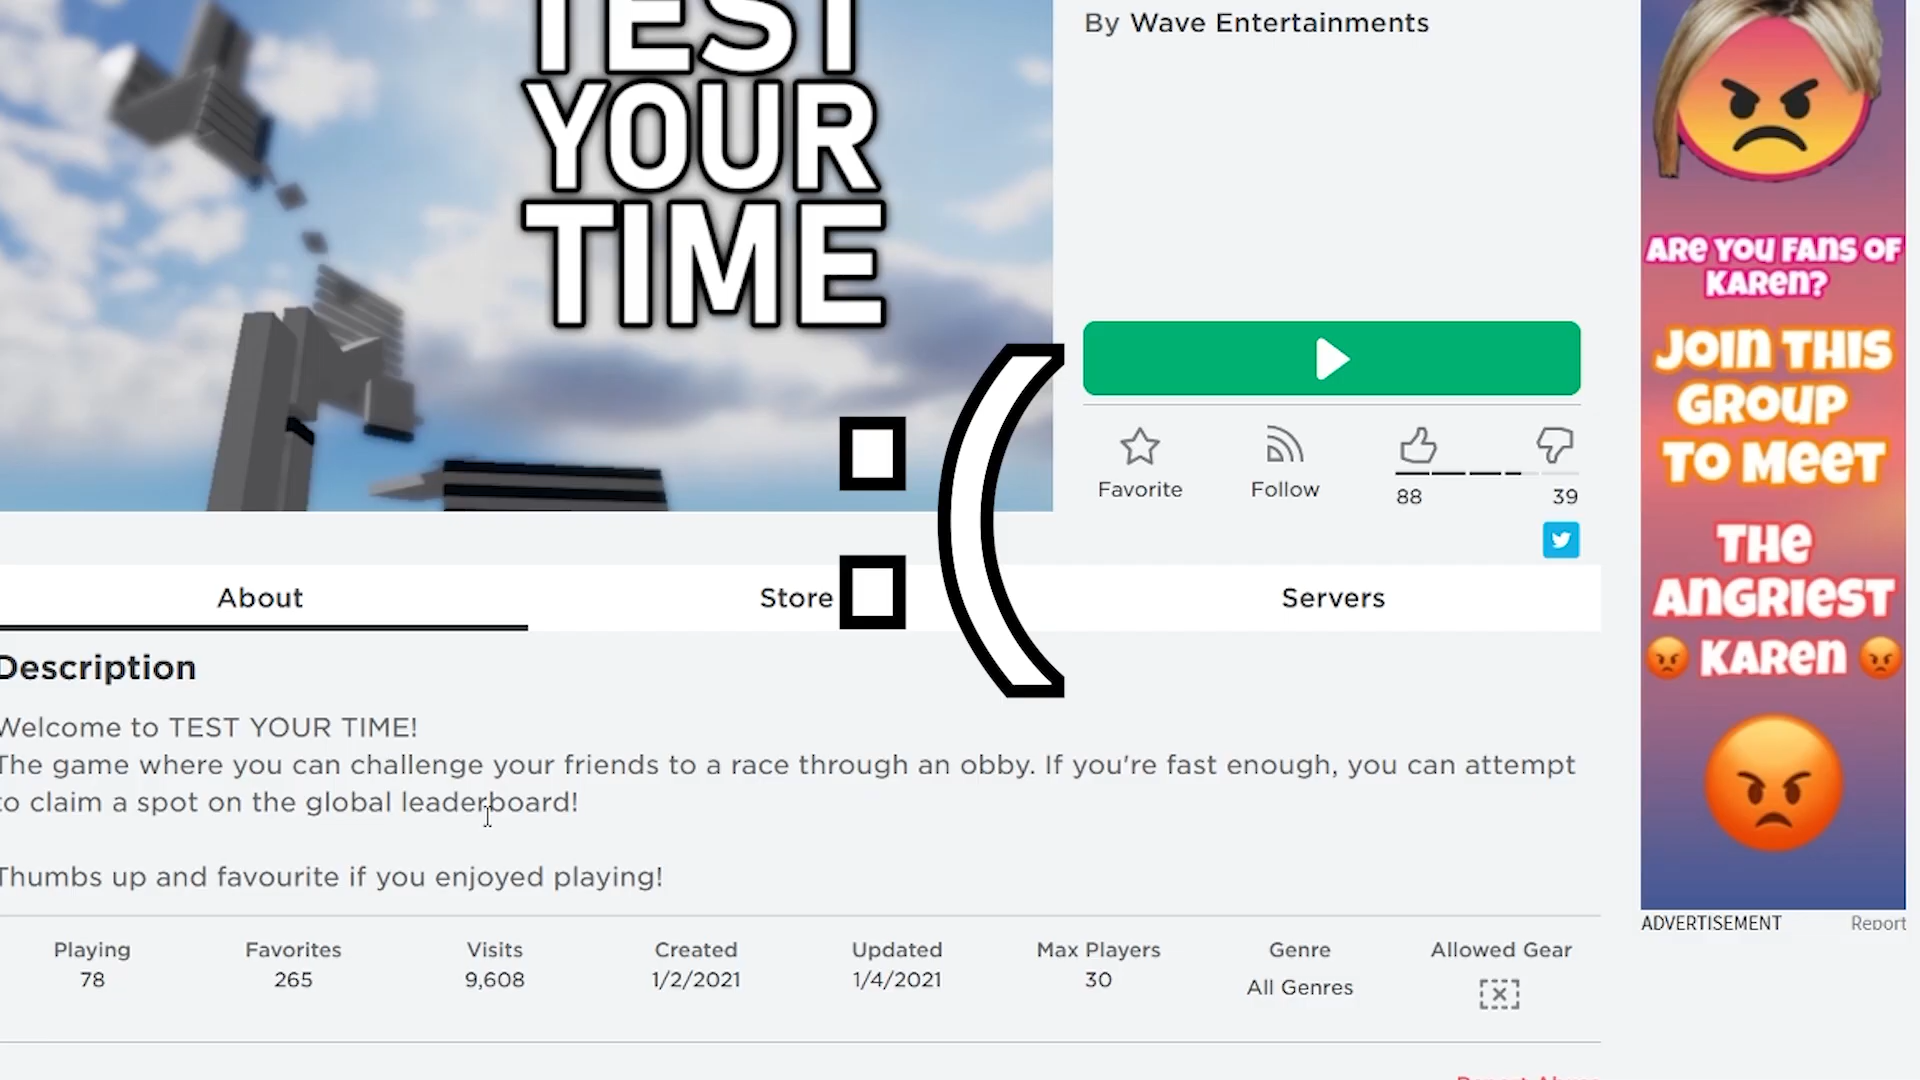 TEST
YOUR
TIME
By Wave Entertainments
Favorite
Follow
88
39
:(
About
Store
Servers
Description
Welcome to TEST YOUR TIME!
The game where you can challenge your friends to a race through an obby. If you're fast enough, you can attempt
to claim a spot on the global leaderboard!
Thumbs up and favourite if you enjoyed playing!
Playing
78
Favorites
265
Visits
9,608
Created
1/2/2021
Updated
1/4/2021
Max Players
30
Genre
All Genres
Allowed Gear
ARE YOU FANS OF
KAREN?
JOIN THIS
GROUP
TO MEET
THE
ANGRIEST
KAREN
ADVERTISEMENT
Report